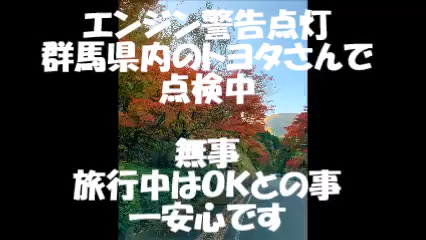 エンジン警告点灯
群馬県内のトヨタさんで
点検中
無事
旅行中はOKとの事
一安心です